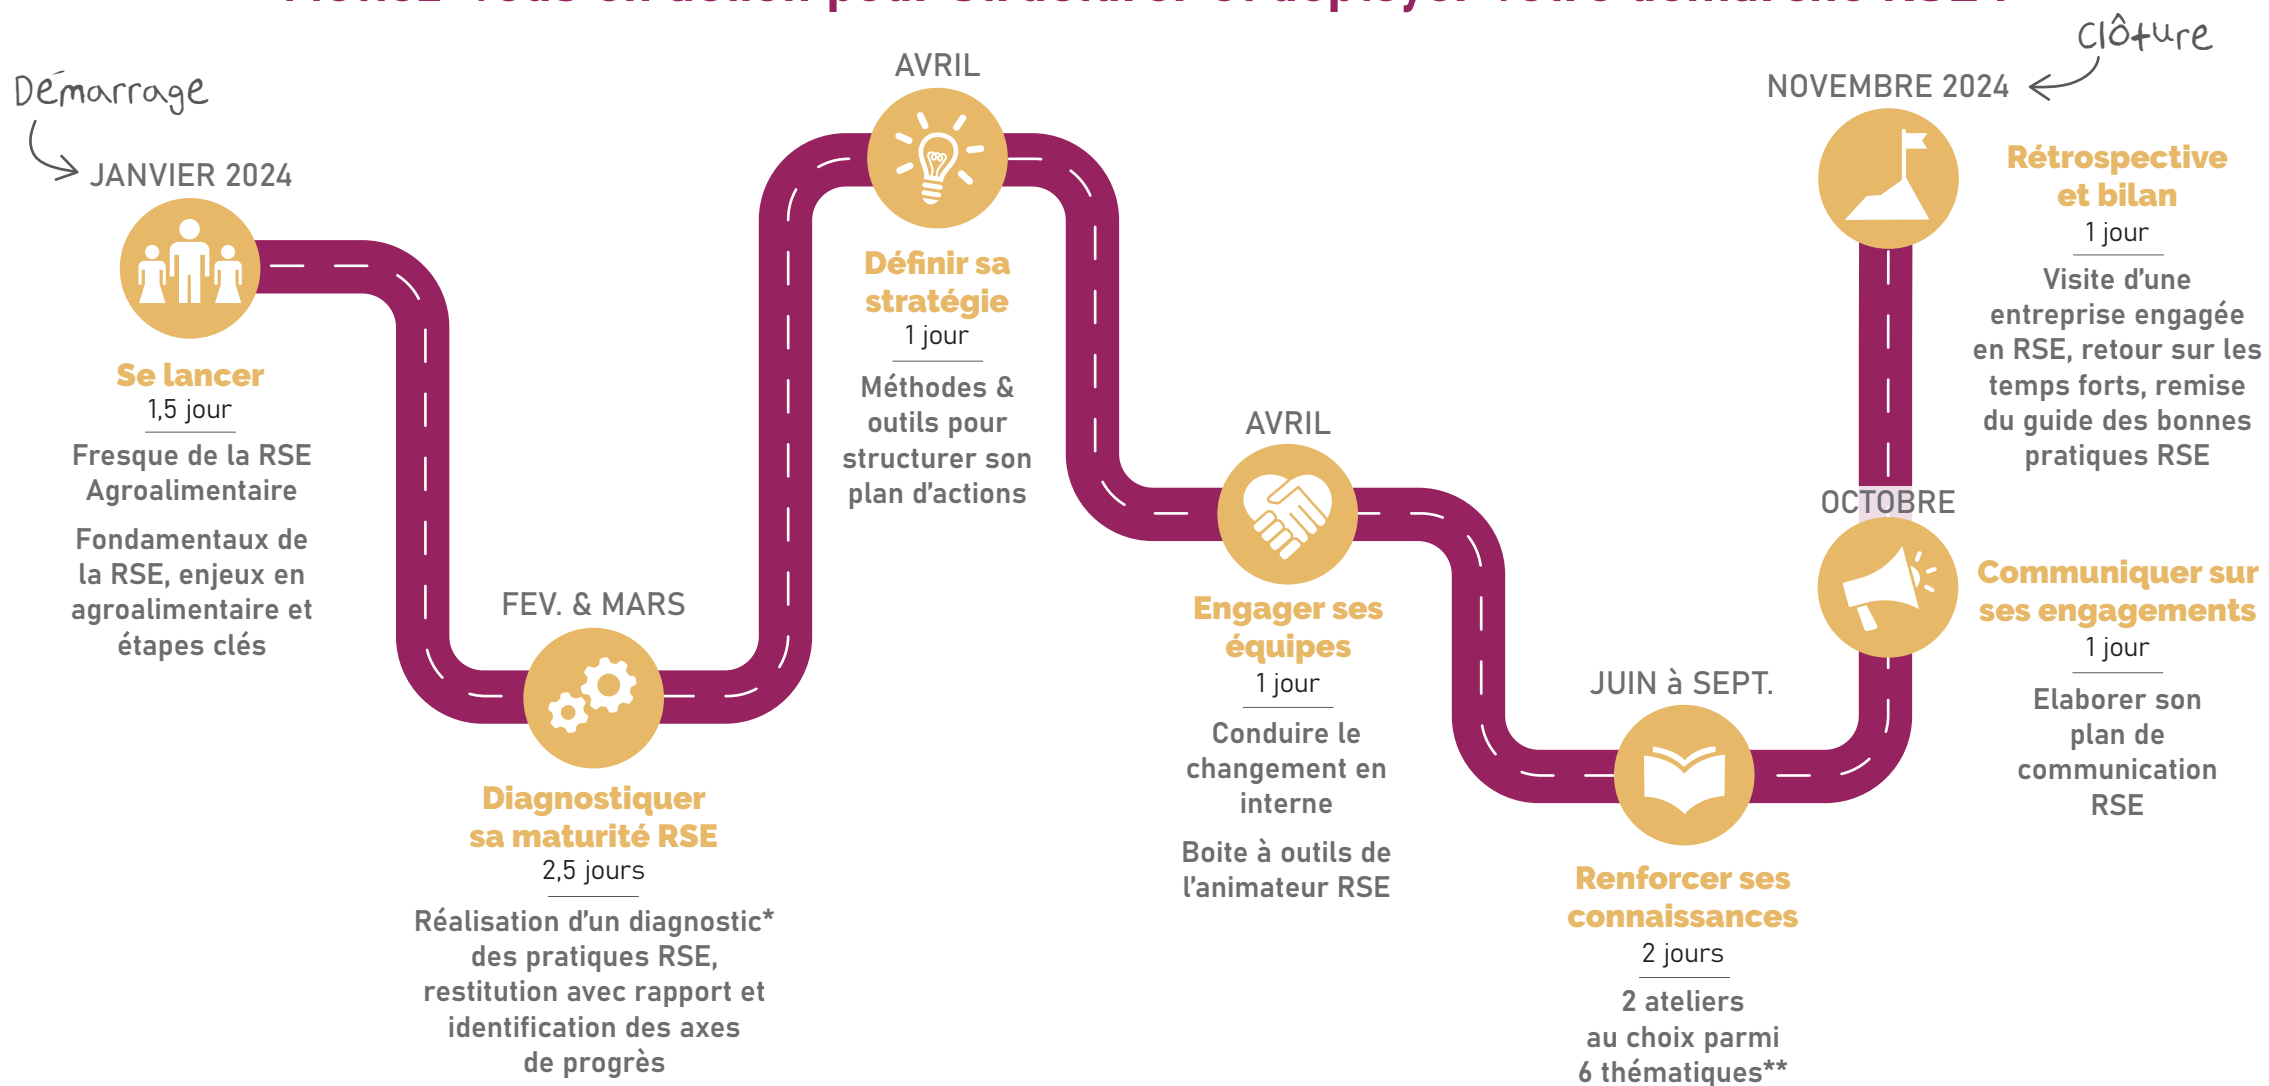 Démarrage
JANVIER 2024
Se lancer
1,5 jour
Fresque de la RSE
Agroalimentaire
Fondamentaux de
la RSE, enjeux en
agroalimentaire et
étapes clés
FEV. & MARS
Diagnostiquer
sa maturité RSE
2,5 jours
Réalisation d'un diagnostic*
des pratiques RSE,
restitution avec rapport et
identification des axes
de progrès
AVRIL
Définir sa
stratégie
1 jour
Méthodes &
outils pour
structurer son
plan d'actions
AVRIL
Engager ses
équipes
1 jour
Conduire le
changement en
interne
Boite à outils de
l'animateur RSE
JUIN à SEPT.
Renforcer ses
connaissances
2 jours
2 ateliers
au choix parmi
6 thématiques**
OCTOBRE
Communiquer sur
ses engagements
1 jour
Elaborer son
plan de
communication
RSE
Clôture
NOVEMBRE 2024
Rétrospective
et bilan
1 jour
Visite d'une
entreprise engagée
en RSE, retour sur les
temps forts, remise
du guide des bonnes
pratiques RSE